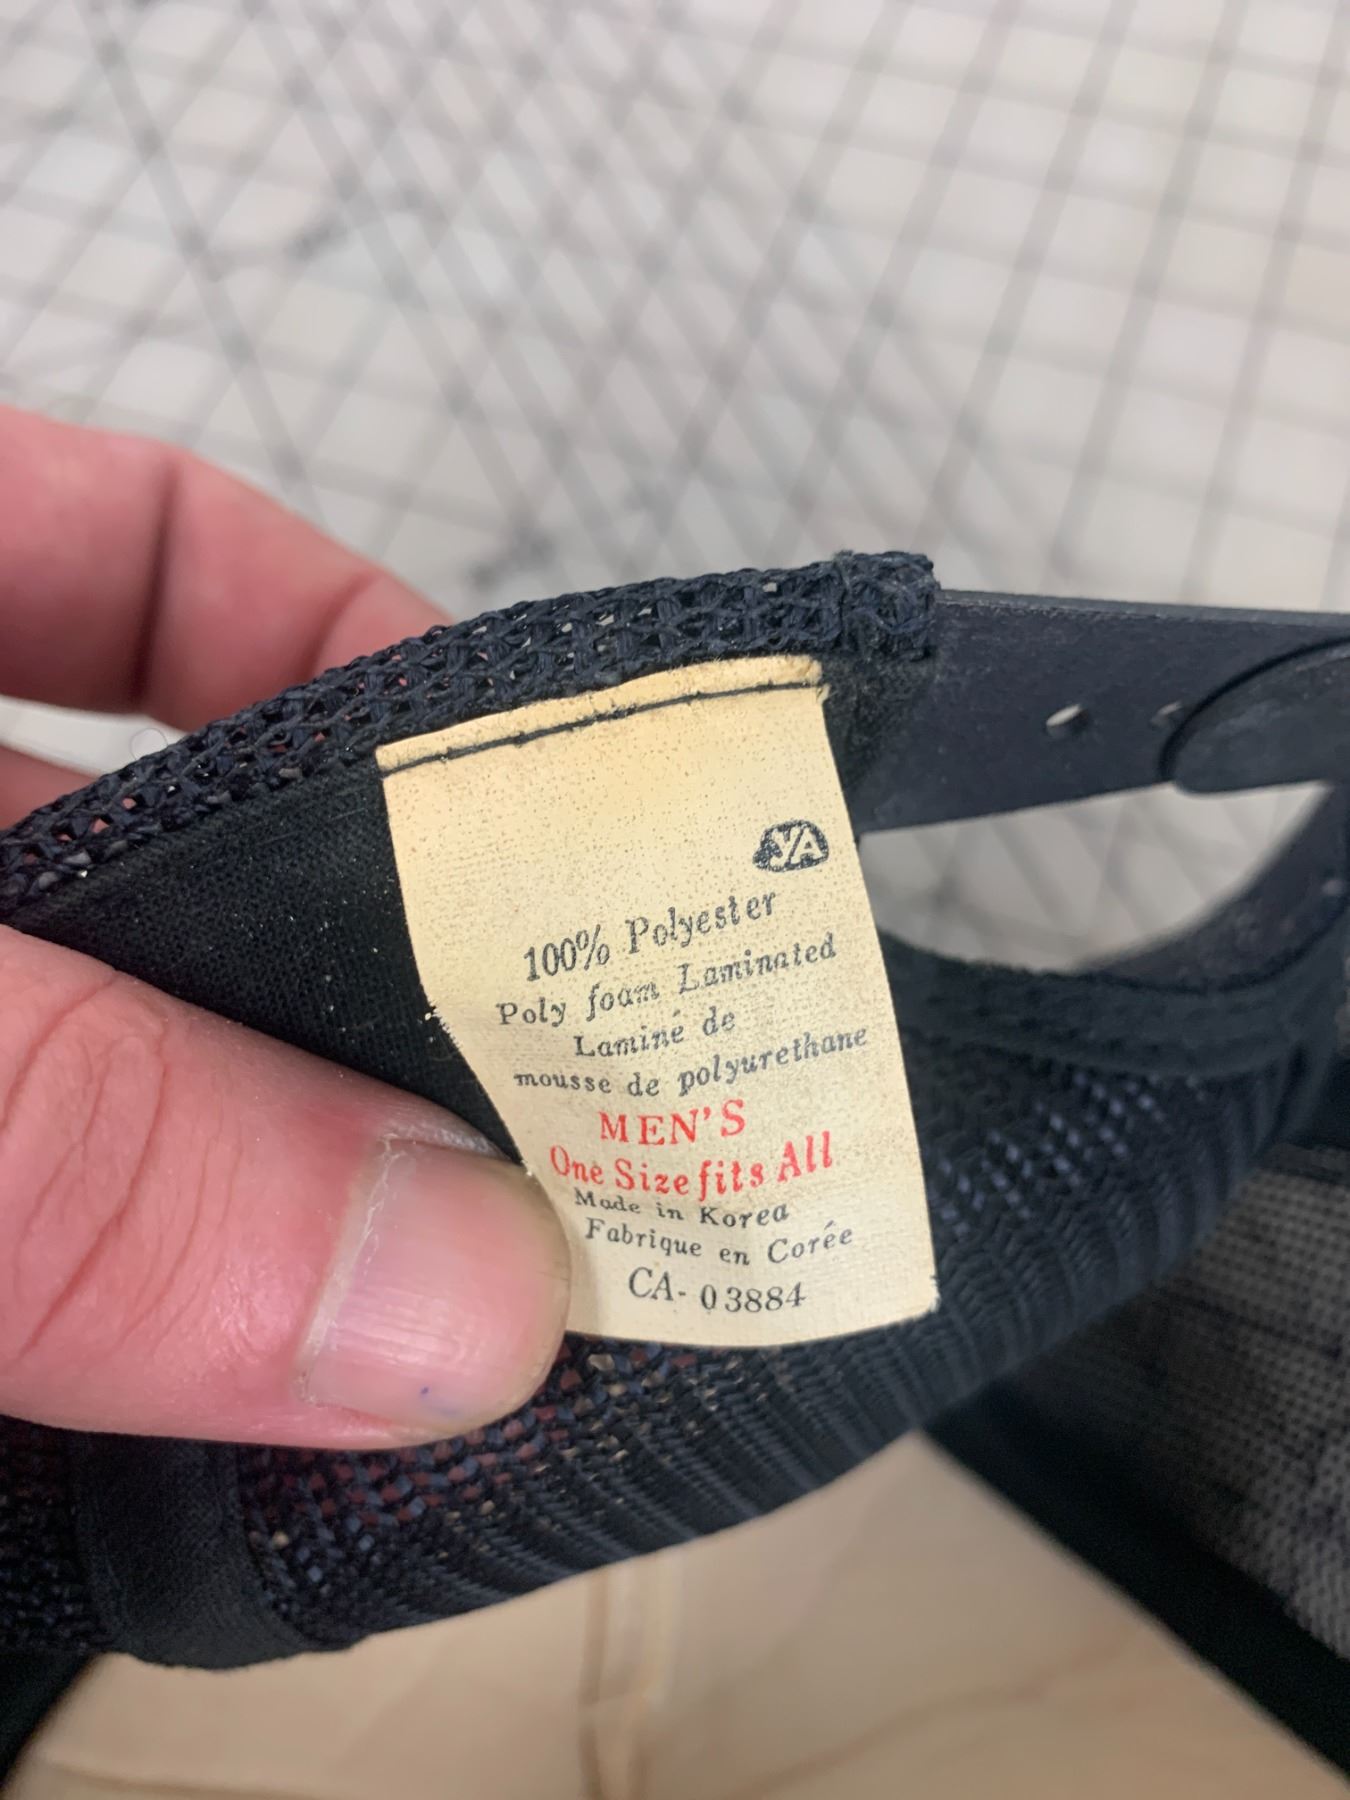 YA
100% Polyester
Poly foam Laminated
Laminé de
mousse de polyurethane
MEN'S
One Size fits All
Made in Korea
Fabrique en Corée
CA-03884